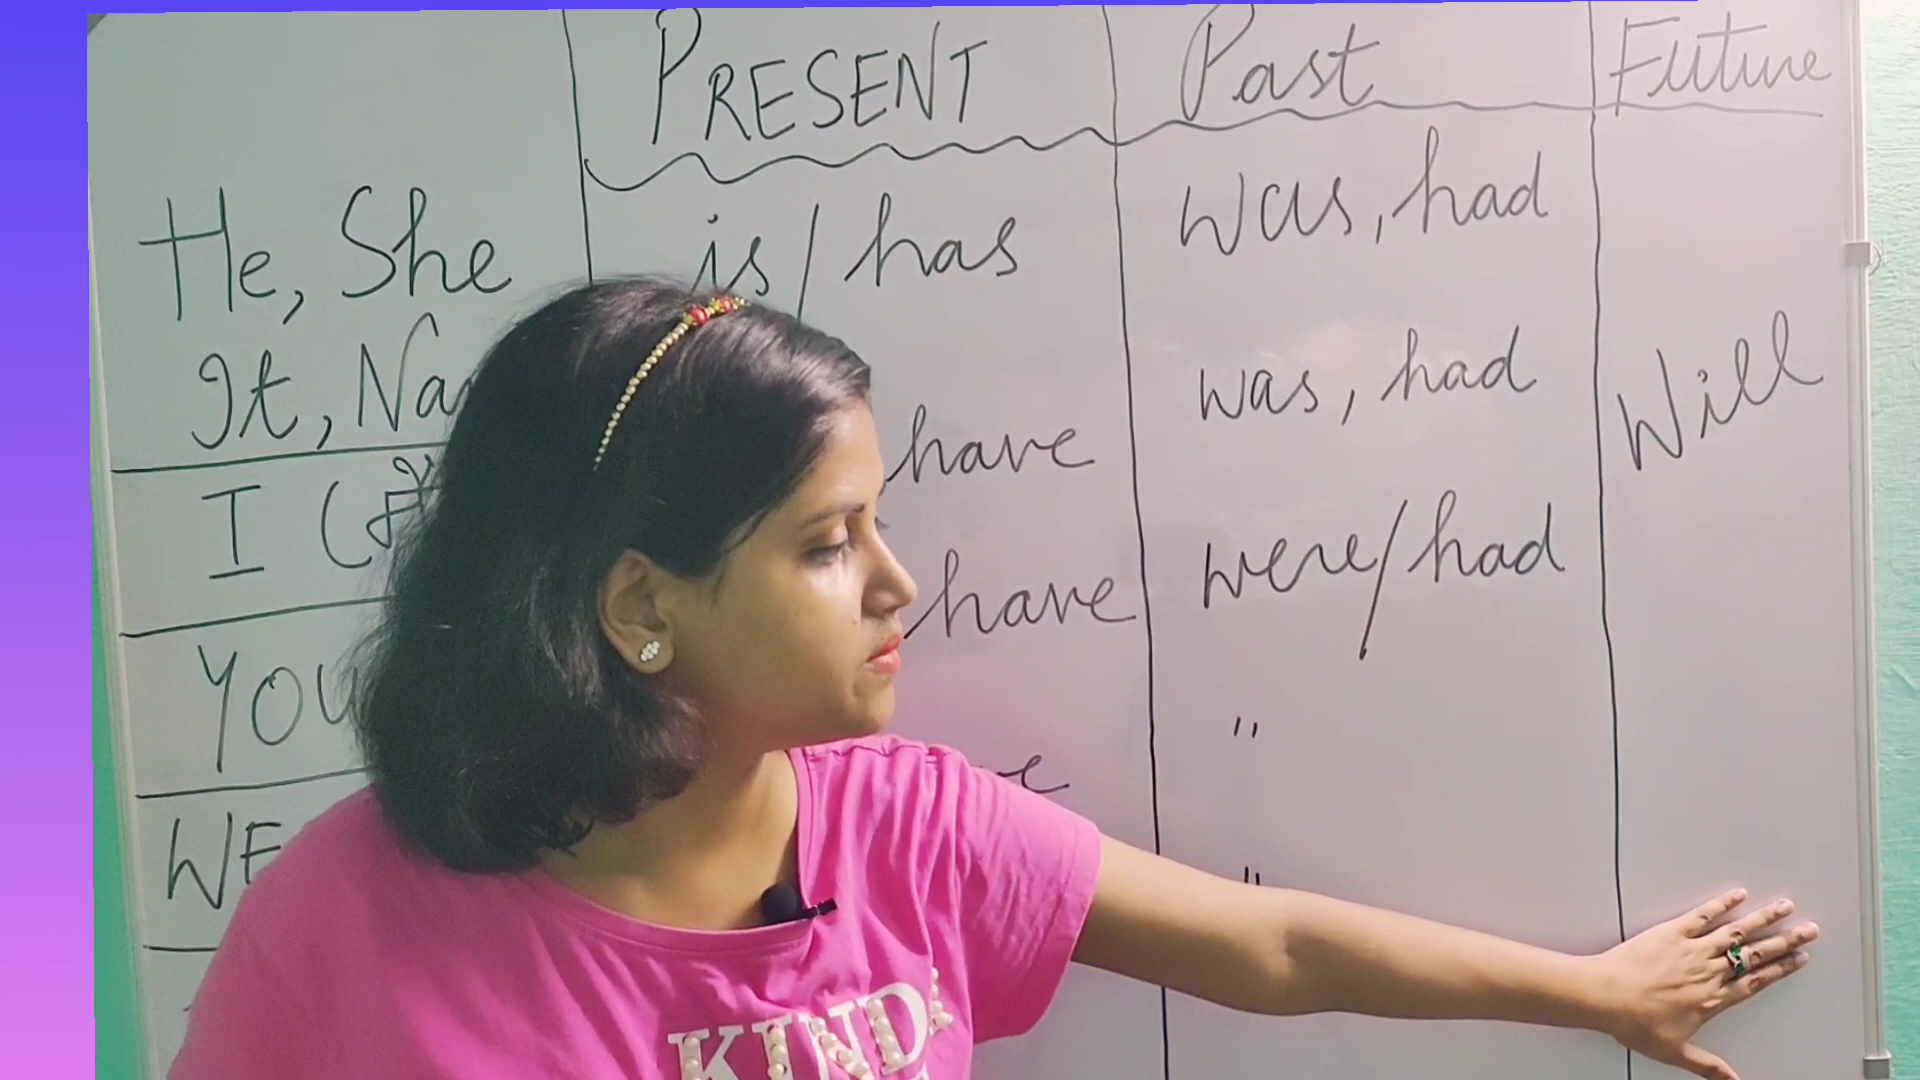 PRESENT Past Future
He, She is/has was, had
It, Na
have was, had Will
I (
have were/had
YOU
"
WE
"
KIND